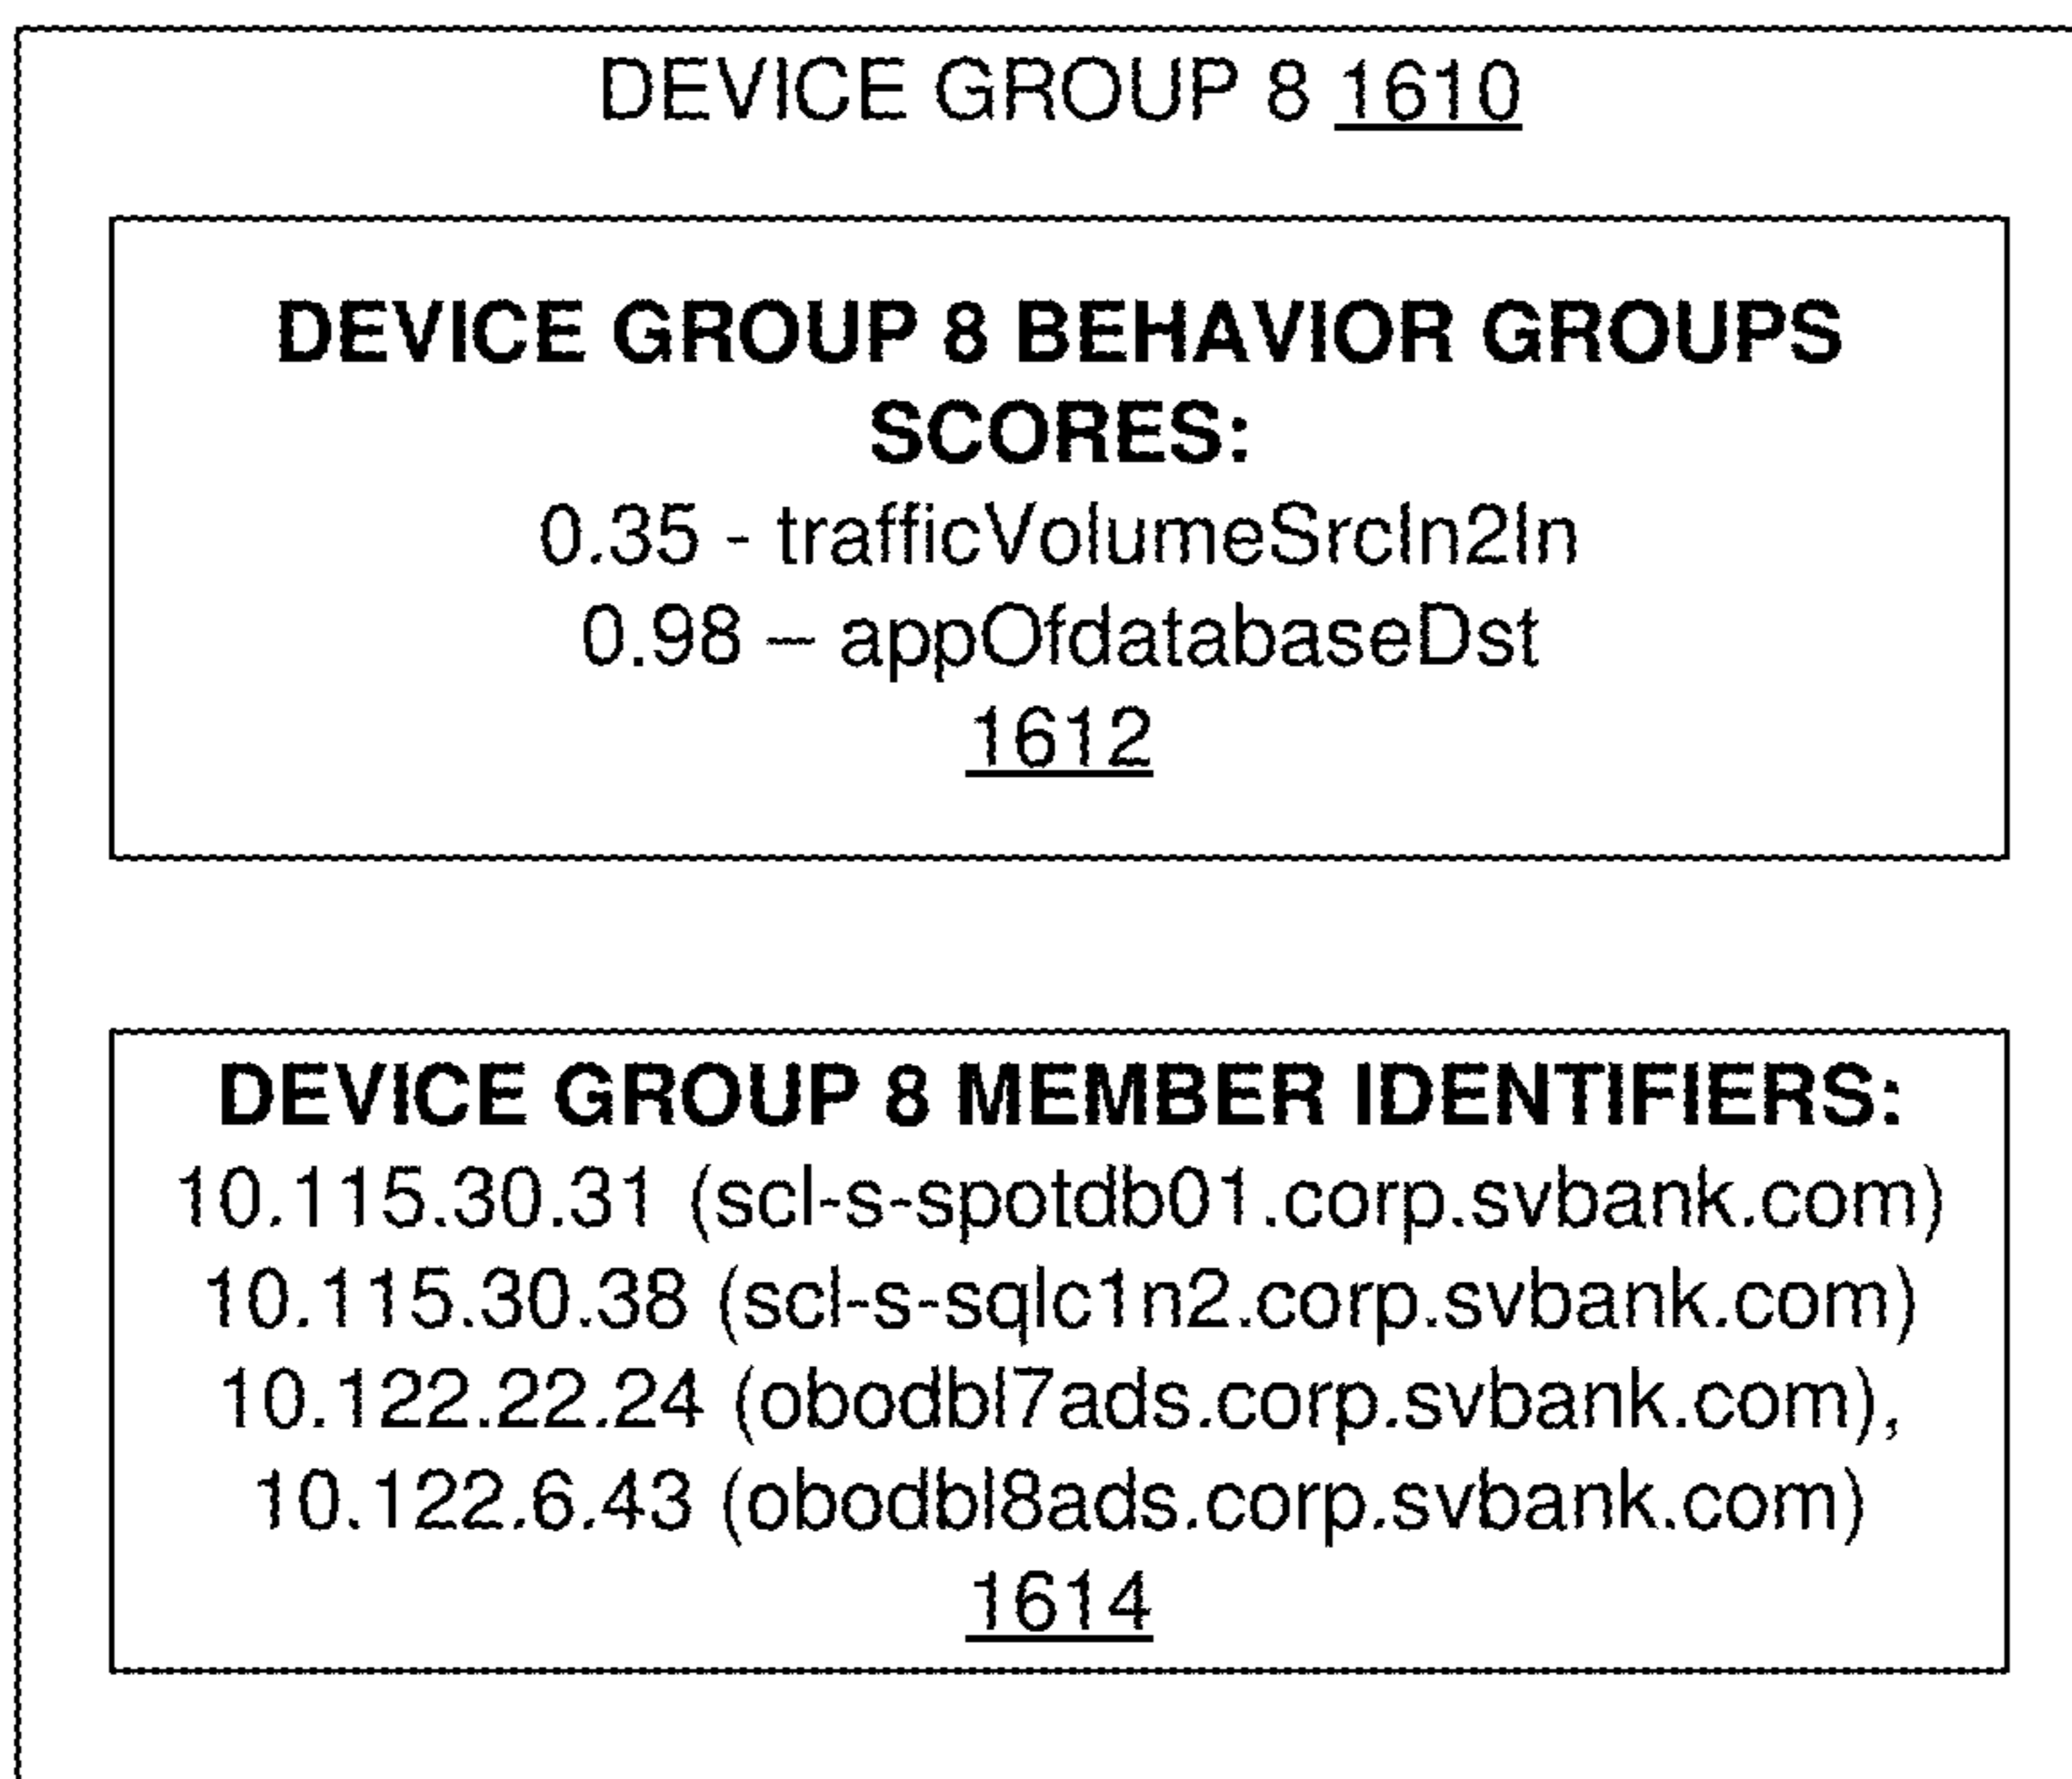 DEVICE GROUP 8 1610
DEVICE GROUP 8 BEHAVIOR GROUPS
SCORES:
0.35 - trafficVolumeSrcIn2In
0.98 – appOfdatabaseDst
1612
DEVICE GROUP 8 MEMBER IDENTIFIERS:
10.115.30.31 (scl-s-spotdb01.corp.svbank.com)
10.115.30.38 (scl-s-sqlc1n2.corp.svbank.com)
10.122.22.24 (obodbl7ads.corp.svbank.com),
10.122.6.43 (obodbl8ads.corp.svbank.com)
1614